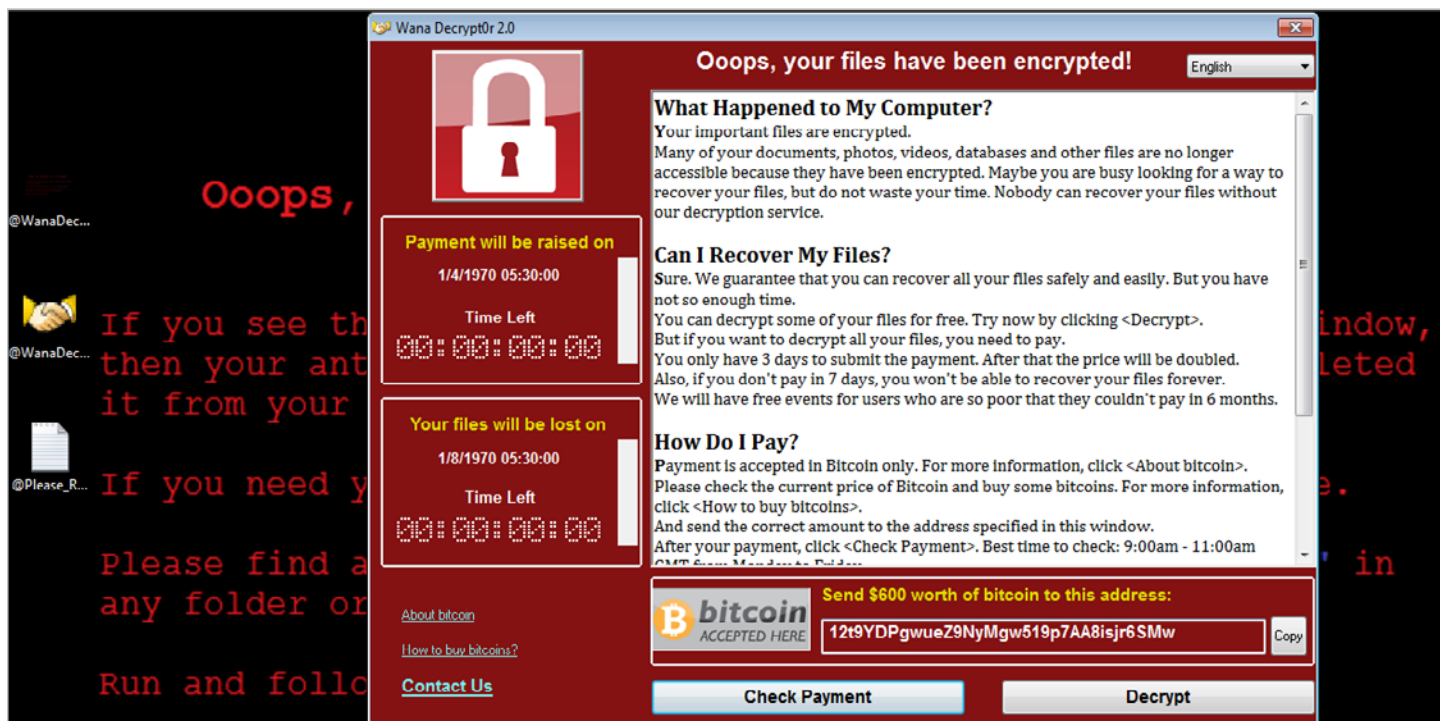 Wana Decrypt0r 2.0
Ooops, your files have been encrypted!
English
What Happened to My Computer?
Your important files are encrypted.
Many of your documents, photos, videos, databases and other files are no longer
accessible because they have been encrypted. Maybe you are busy looking for a way to
recover your files, but do not waste your time. Nobody can recover your files without
our decryption service.
Can I Recover My Files?
Sure. We guarantee that you can recover all your files safely and easily. But you have
not so enough time.
You can decrypt some of your files for free. Try now by clicking <Decrypt>.
But if you want to decrypt all your files, you need to pay.
You only have 3 days to submit the payment. After that the price will be doubled.
Also, if you don't pay in 7 days, you won't be able to recover your files forever.
We will have free events for users who are so poor that they couldn't pay in 6 months.
How Do I Pay?
Payment is accepted in Bitcoin only. For more information, click <About bitcoin>.
Please check the current price of Bitcoin and buy some bitcoins. For more information,
click <How to buy bitcoins>.
And send the correct amount to the address specified in this window.
After your payment, click <Check Payment>. Best time to check: 9:00am - 11:00am
GMT from Monday to Friday
Payment will be raised on
1/4/1970 05:30:00
Time Left
00:00:00:00
Your files will be lost on
1/8/1970 05:30:00
Time Left
00:00:00:00
About bitcoin
How to buy bitcoins?
Contact Us
bitcoin
ACCEPTED HERE
Send $600 worth of bitcoin to this address:
12t9YDPgwueZ9NyMgw519p7AA8isjr6SMw
Copy
Check Payment
Decrypt
@WanaDec...
@WanaDec...
@Please_R...
Ooops,
If you see th
indow,
then your ant
leted
it from your
If you need y
e.
Please find a
" in
any folder or
Run and follo